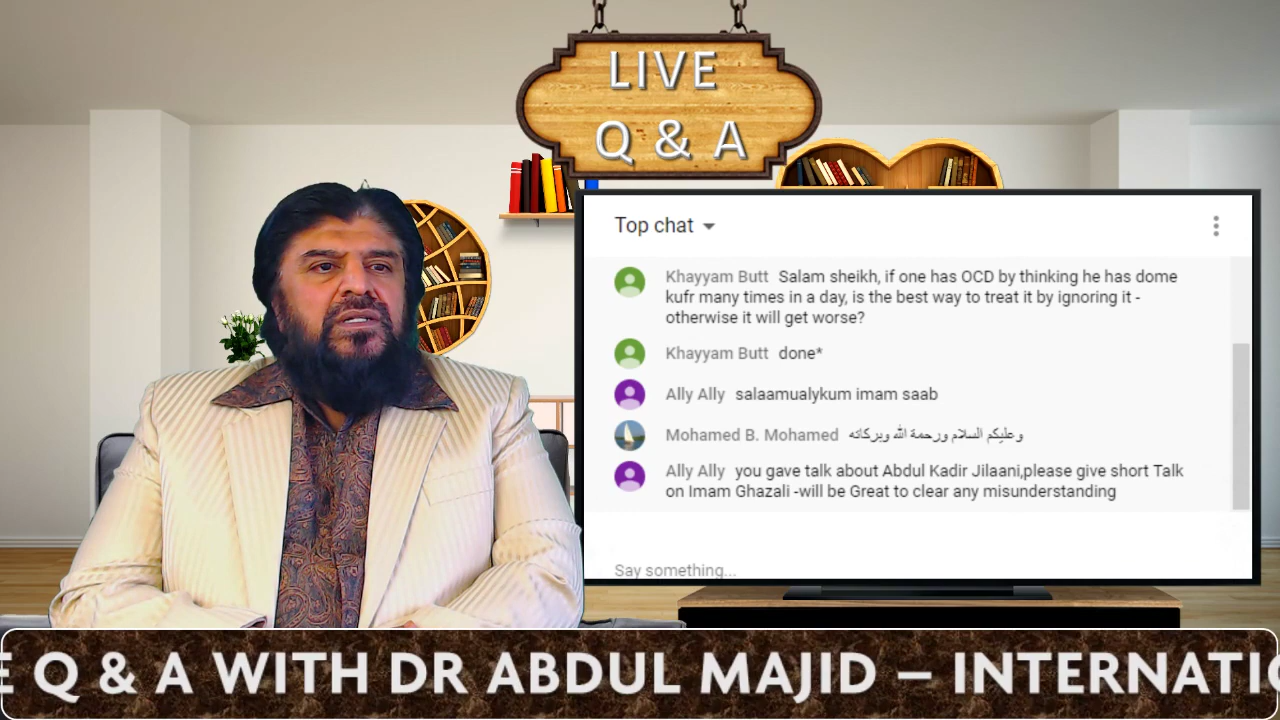 LIVE
Q & A
Top chat
Khayyam Butt Salam sheikh, if one has OCD by thinking he has dome
kufr many times in a day, is the best way to treat it by ignoring it -
otherwise it will get worse?
Khayyam Butt done*
Ally Ally salaamualykum imam saab
Mohamed B. Mohamed وعليكم السلام ورحمة الله وبركاته
Ally Ally you gave talk about Abdul Kadir Jilaani,please give short Talk
on Imam Ghazali -will be Great to clear any misunderstanding
Say something...
E Q & A WITH DR ABDUL MAJID – INTERNATIO